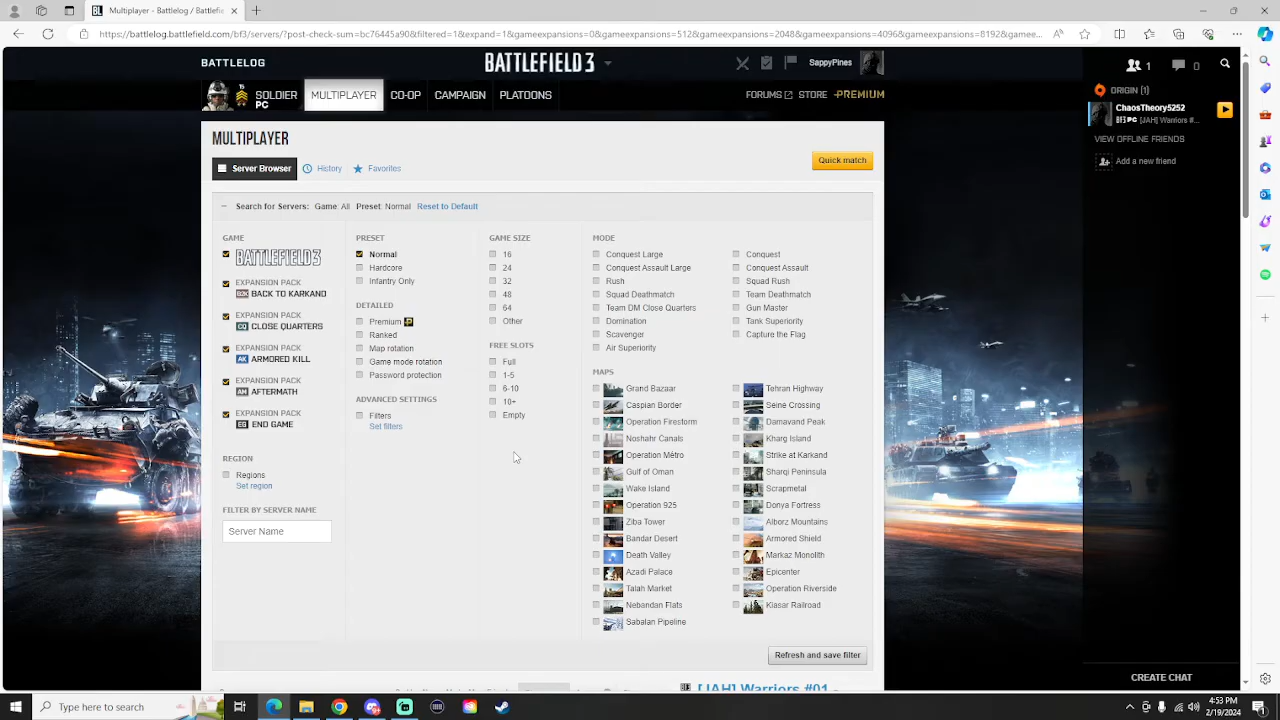 Multiplayer - Battlelog / Battlefie
https://battlelog.battlefield.com/bf3/servers/?post-check-sum=bc76445a90&filtered=1&expand=1&gameexpansions=0&gameexpansions=512&gameexpansions=2048&gameexpansions=4096&gameexpansions=8192&gameexpansions=...
BATTLELOG BATTLEFIELD 3 SappyPines 1 0
SOLDIER PC MULTIPLAYER CO-OP CAMPAIGN PLATOONS FORUMS STORE PREMIUM
ORIGIN (1)
ChaosTheory5252
PC [JAH] Warriors #...
VIEW OFFLINE FRIENDS
Add a new friend
MULTIPLAYER
Server Browser History Favorites Quick match
Search for Servers: Game: All Preset: Normal Reset to Default
GAME
BATTLEFIELD 3
EXPANSION PACK
B2K BACK TO KARKAND
EXPANSION PACK
CQ CLOSE QUARTERS
EXPANSION PACK
AK ARMORED KILL
EXPANSION PACK
AM AFTERMATH
EXPANSION PACK
EG END GAME
REGION
Regions
Set region
FILTER BY SERVER NAME
Server Name
PRESET
Normal
Hardcore
Infantry Only
DETAILED
Premium
Ranked
Map rotation
Game mode rotation
Password protection
ADVANCED SETTINGS
Filters
Set filters
GAME SIZE
16
24
32
48
64
Other
FREE SLOTS
Full
1-5
6-10
10+
Empty
MODE
Conquest Large Conquest
Conquest Assault Large Conquest Assault
Rush Squad Rush
Squad Deathmatch Team Deathmatch
Team DM Close Quarters Gun Master
Domination Tank Superiority
Scavenger Capture the Flag
Air Superiority
MAPS
Grand Bazaar Tehran Highway
Caspian Border Seine Crossing
Operation Firestorm Damavand Peak
Noshahr Canals Kharg Island
Operation Métro Strike at Karkand
Gulf of Oman Sharqi Peninsula
Wake Island Scrapmetal
Operation 925 Donya Fortress
Ziba Tower Alborz Mountains
Bandar Desert Armored Shield
Death Valley Markaz Monolith
Azadi Palace Epicenter
Talah Market Operation Riverside
Nebandan Flats Kiasar Railroad
Sabalan Pipeline
Refresh and save filter
[JAH] Warriors #01
CREATE CHAT
Type here to search
4:53 PM
2/19/2024